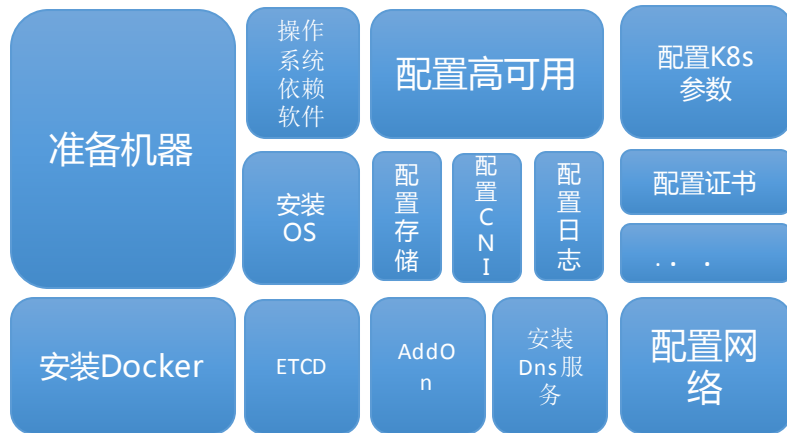 准备机器
操作
系统
依赖
软件
配置高可用
配置K8s
参数
安装
OS
配
置
存
储
配
置
C
N
I
配
置
日
志
配置证书
. . .
安装Docker
ETCD
AddO
n
安装
Dns服
务
配置网
络